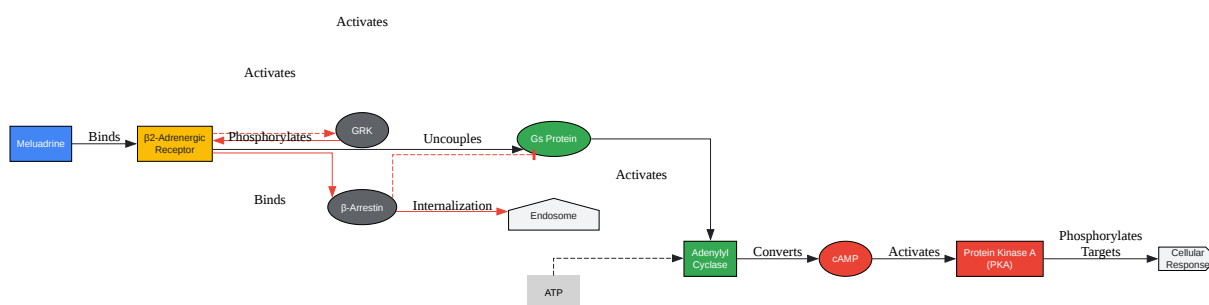 Activates
Activates
Meluadrine
Binds
β2-Adrenergic
Receptor
Phosphorylates
GRK
Uncouples
Gs Protein
Activates
Binds
β-Arrestin
Internalization
Endosome
Adenylyl
Cyclase
Converts
cAMP
Activates
Protein Kinase A
(PKA)
Phosphorylates
Targets
Cellular
Response
ATP